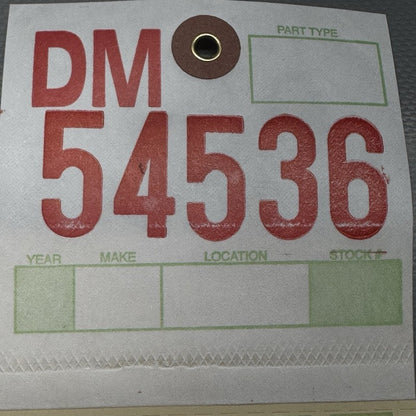 DM
PART TYPE
54536
YEAR MAKE LOCATION STOCK #